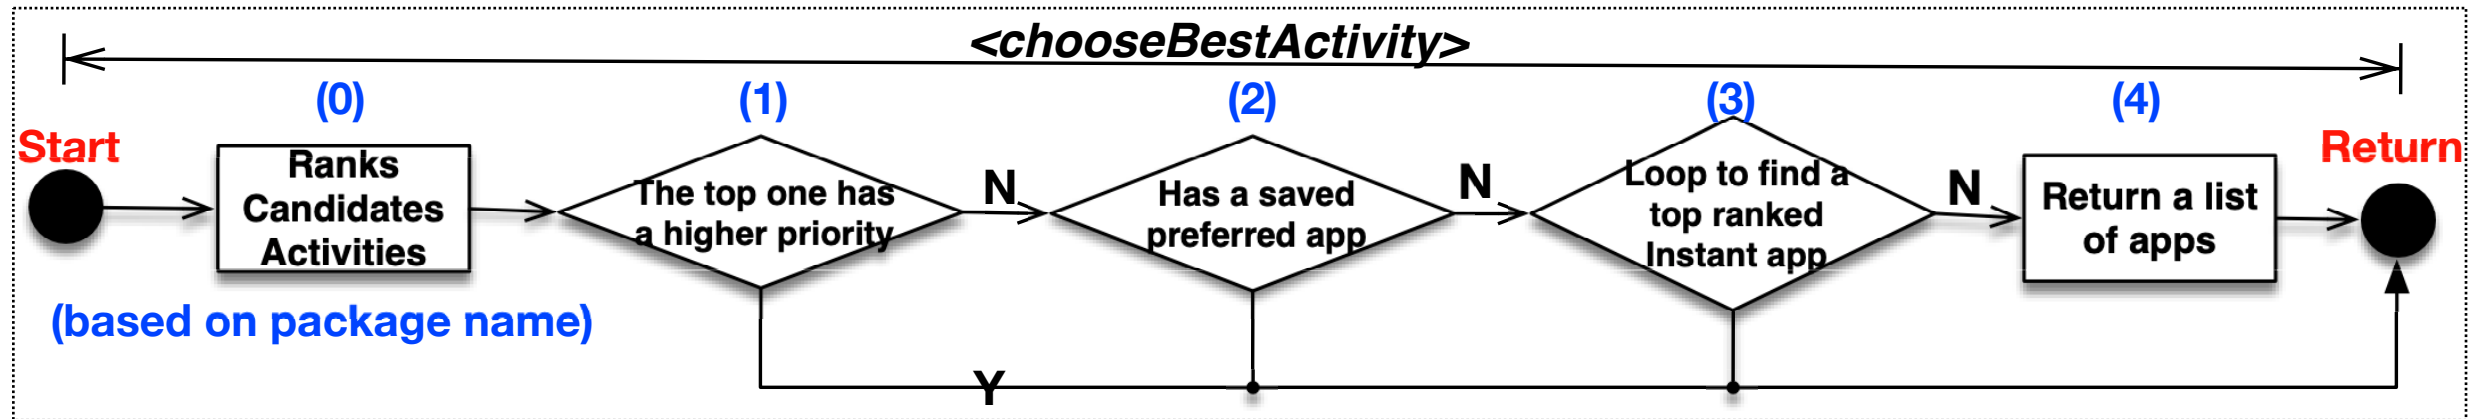 <chooseBestActivity>
(0)
(1)
(2)
(3)
(4)
Start
Ranks
Candidates
Activities
(based on package name)
The top one has
a higher priority
N
Has a saved
preferred app
N
Loop to find a
top ranked
Instant app
N
Return a list
of apps
Return
Y